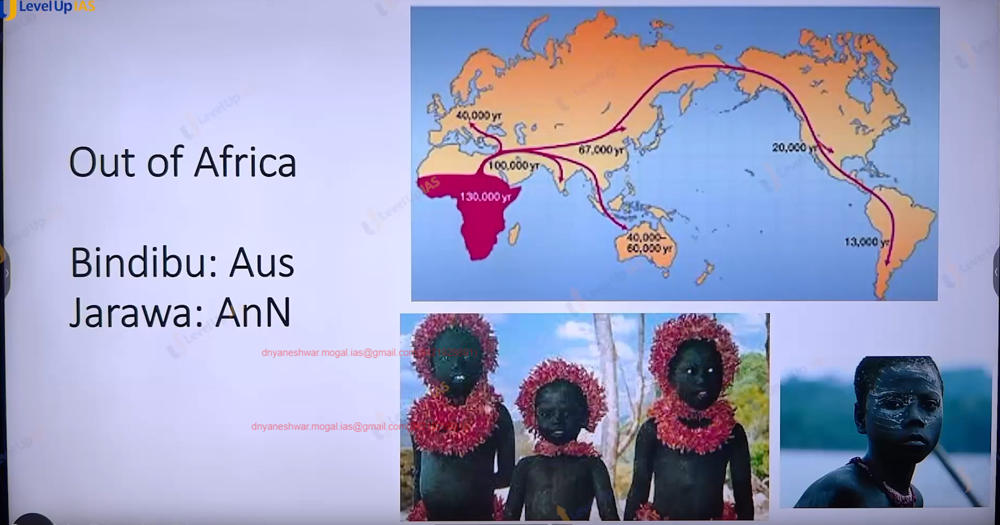 LevelUp IAS
Out of Africa
Bindibu: Aus
Jarawa: AnN
40,000 yr
67,000 yr
100,000 yr
130,000 yr
40,000–
60,000 yr
20,000 yr
13,000 yr
dnyaneshwar.mogal.ias@gmail.com
dnyaneshwar.mogal.ias@gmail.com